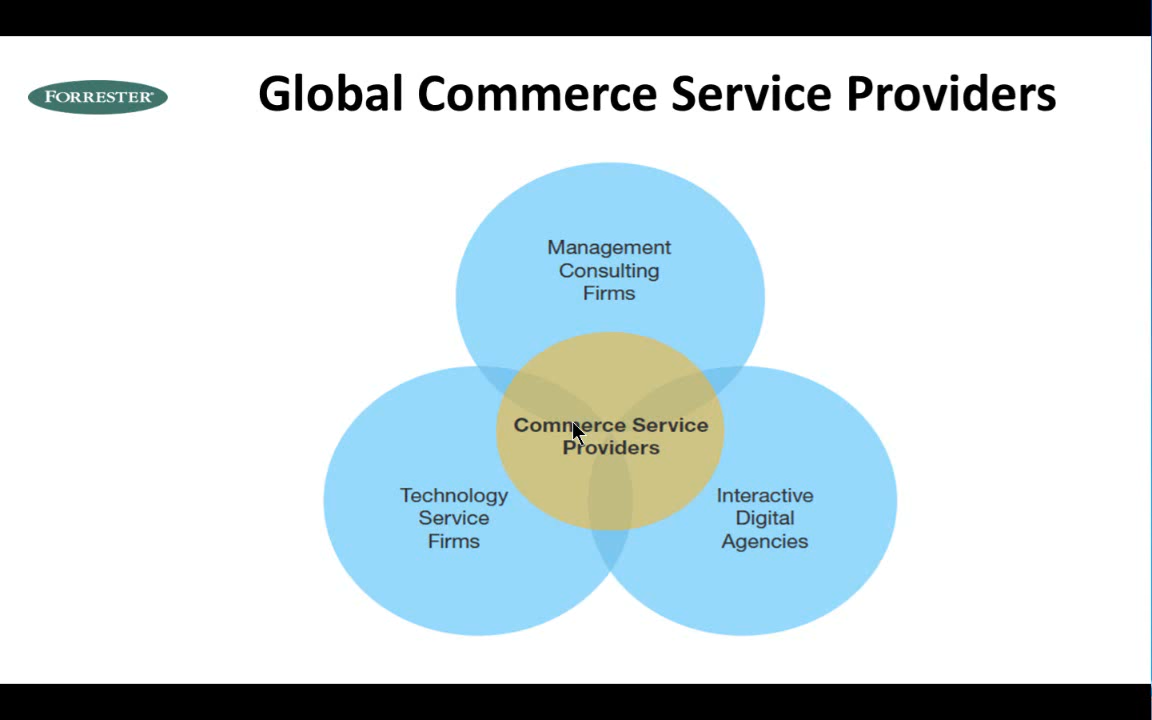 FORRESTER®
Global Commerce Service Providers
Management
Consulting
Firms
Commerce Service
Providers
Technology
Service
Firms
Interactive
Digital
Agencies